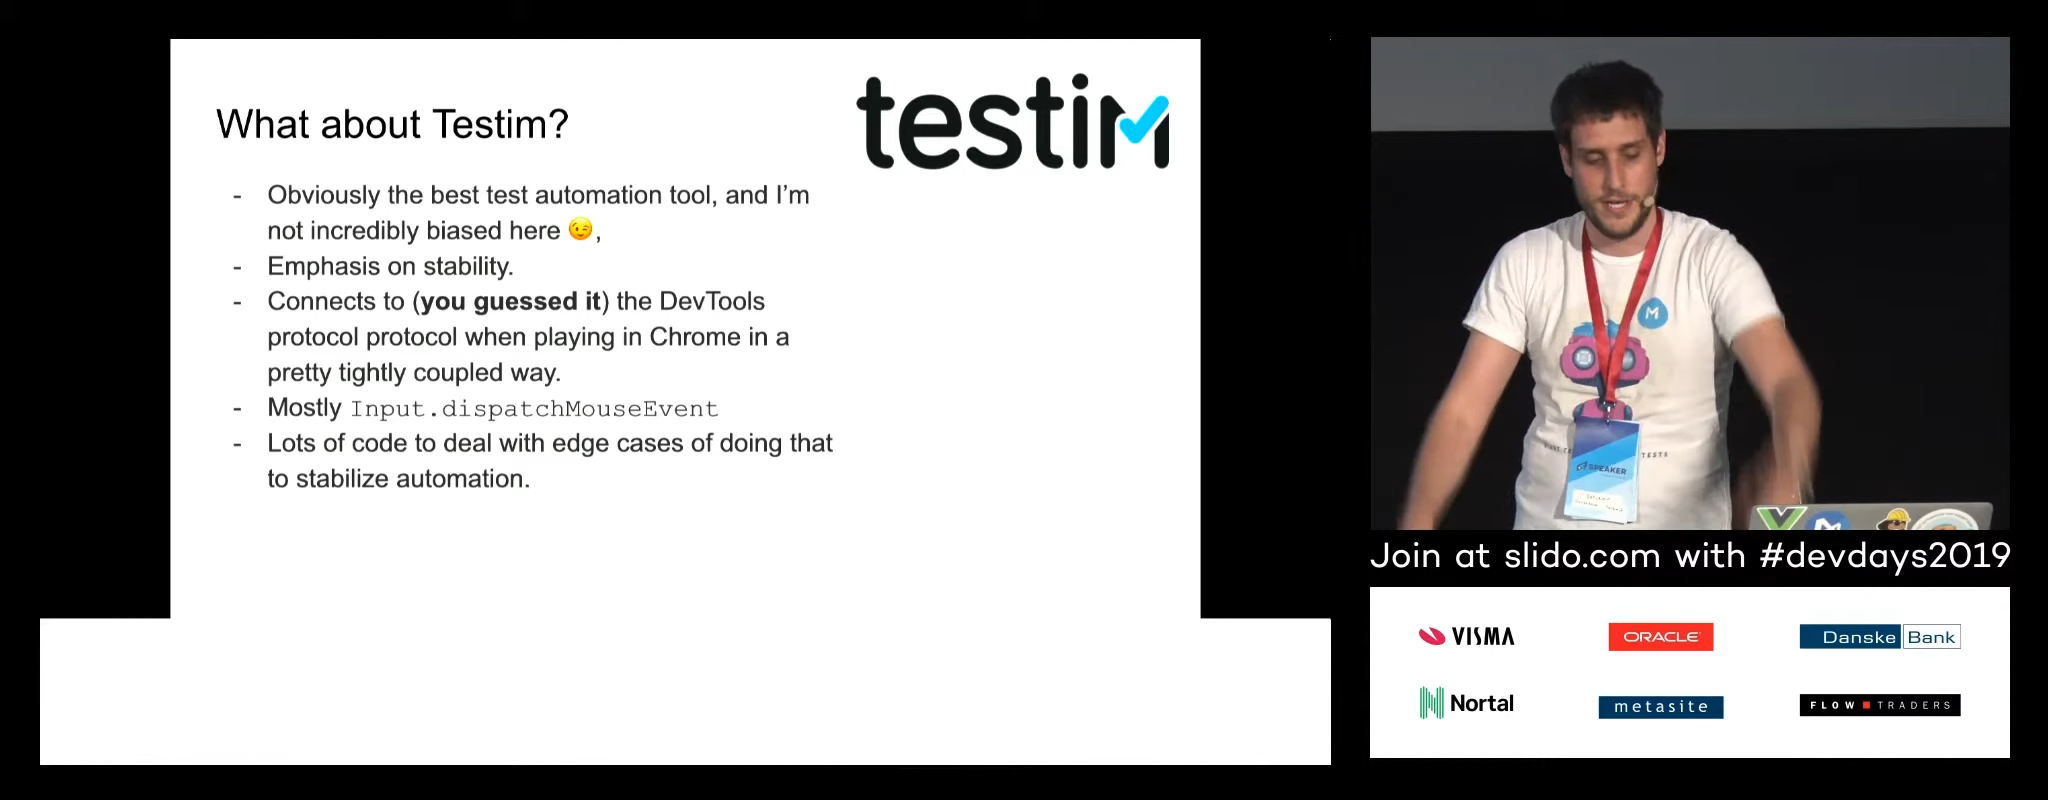 testim
What about Testim?
- Obviously the best test automation tool, and I'm
not incredibly biased here 😉,
- Emphasis on stability.
- Connects to (you guessed it) the DevTools
protocol protocol when playing in Chrome in a
pretty tightly coupled way.
- Mostly Input.dispatchMouseEvent
- Lots of code to deal with edge cases of doing that
to stabilize automation.
M
TESTS
SPEAKER
Join at slido.com with #devdays2019
VISMA
ORACLE
Danske Bank
Nortal
metasite
FLOW TRADERS